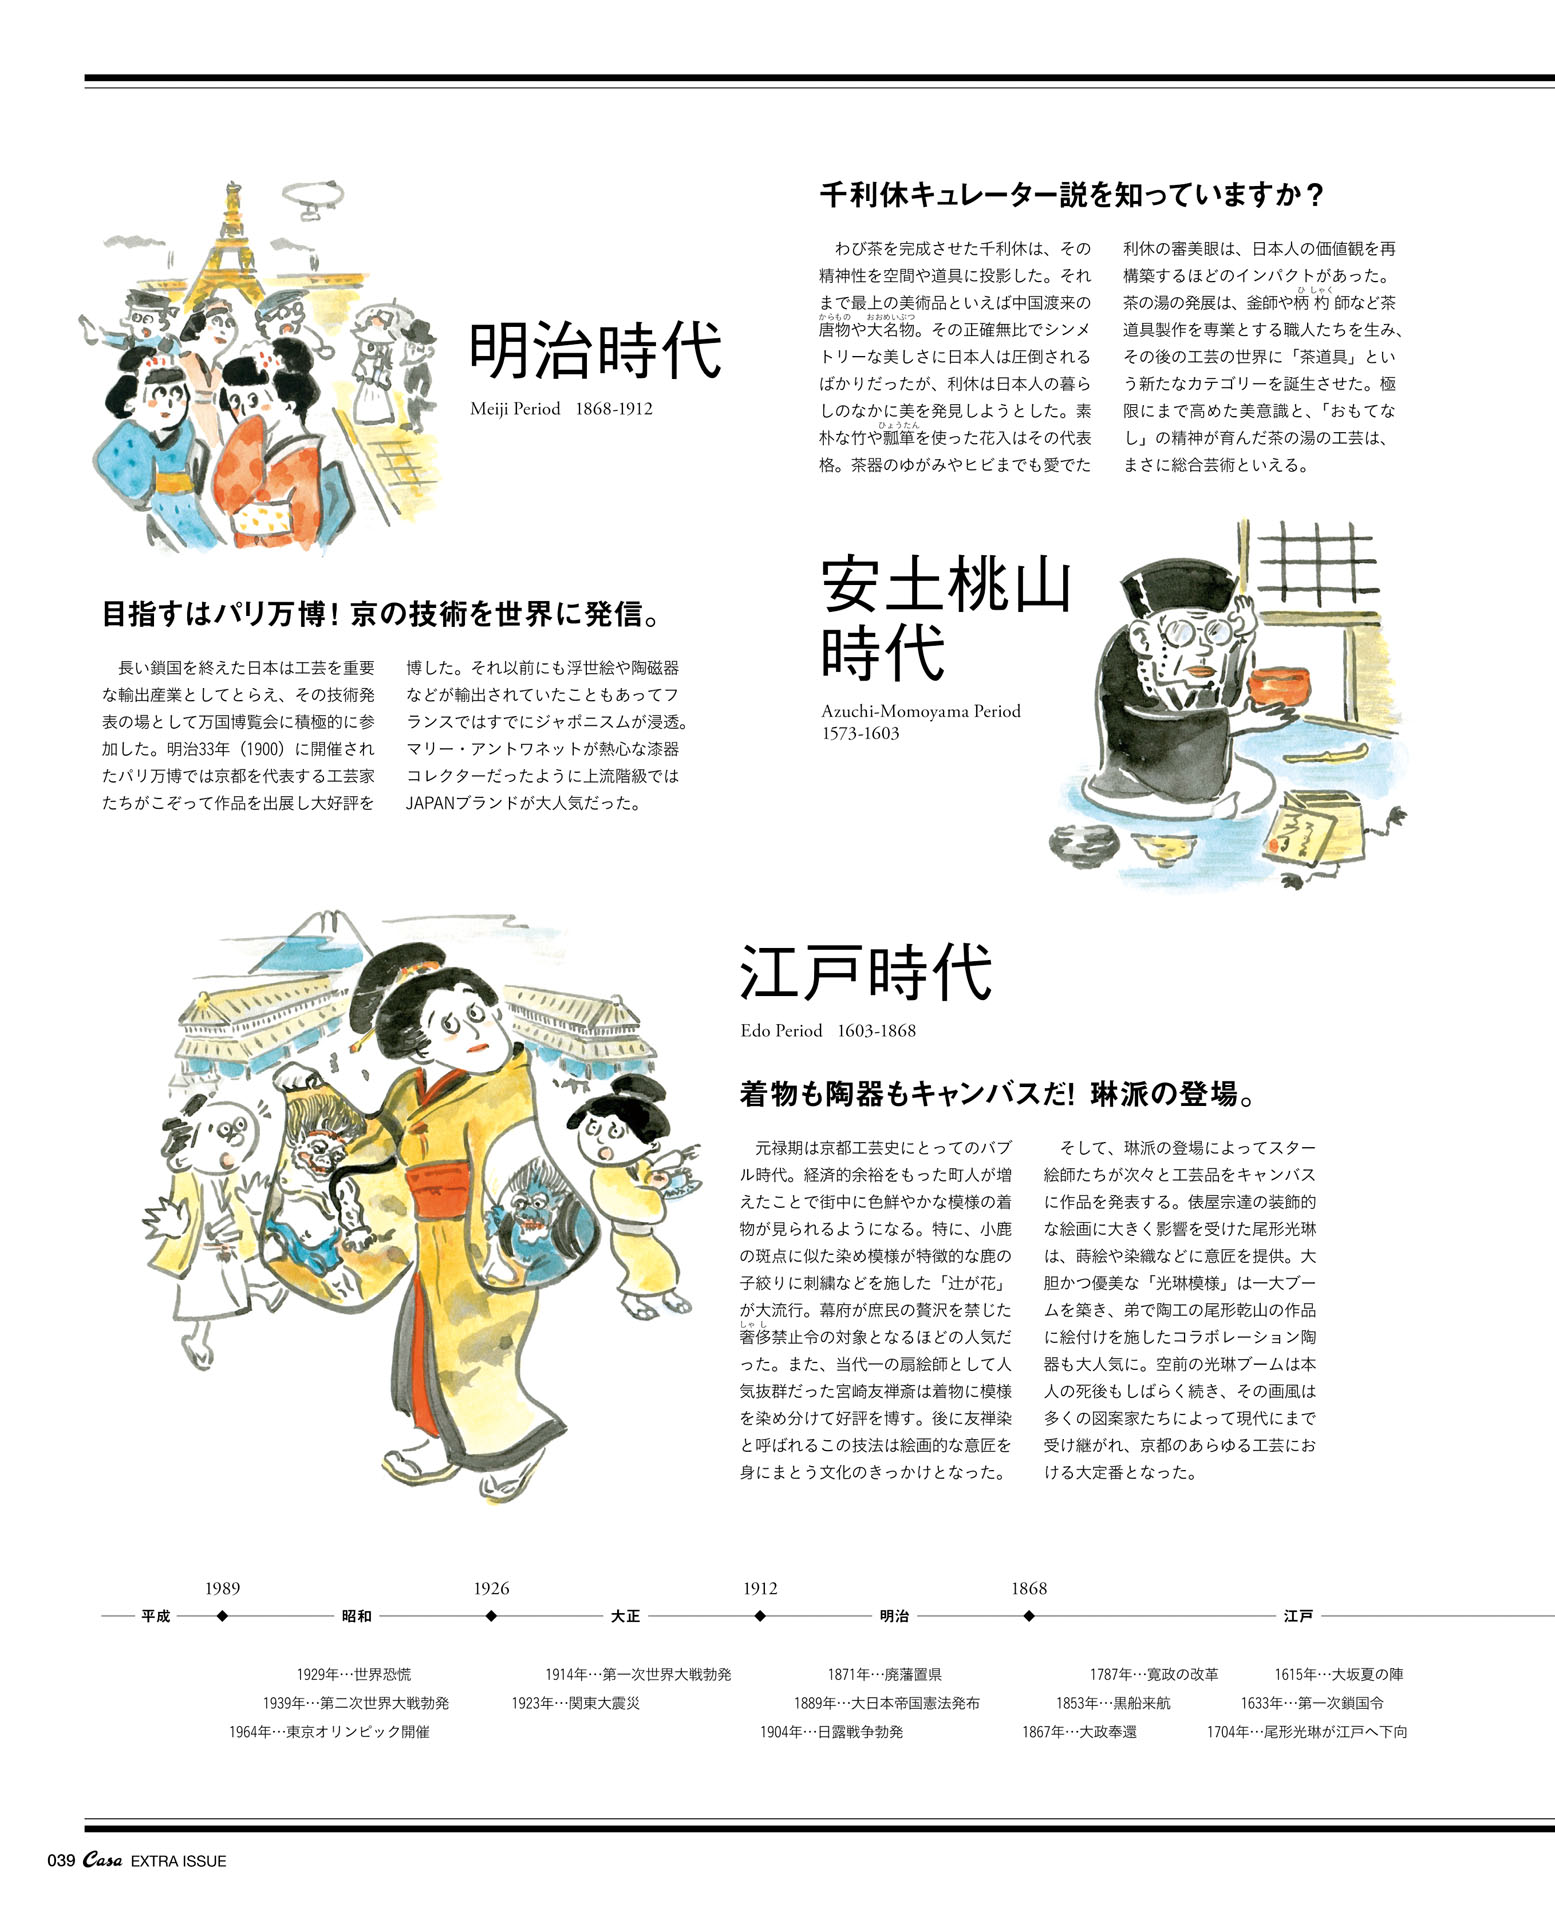 千利休キュレーター説を知っていますか？
わび茶を完成させた千利休は、その
精神性を空間や道具に投影した。それ
まで最上の美術品といえば中国渡来の
からもの　おおめいぶつ
唐物や大名物。その正確無比でシンメ
トリーな美しさに日本人は圧倒される
ばかりだったが、利休は日本人の暮ら
しのなかに美を発見しようとした。素
ひょうたん
朴な竹や瓢箪を使った花入はその代表
格。茶器のゆがみやヒビまでも愛でた
利休の審美眼は、日本人の価値観を再
構築するほどのインパクトがあった。
ひ しゃく
茶の湯の発展は、釜師や柄杓師など茶
道具製作を専業とする職人たちを生み、
その後の工芸の世界に「茶道具」とい
う新たなカテゴリーを誕生させた。極
限にまで高めた美意識と、「おもてな
し」の精神が育んだ茶の湯の工芸は、
まさに総合芸術といえる。
安土桃山
時代
Azuchi-Momoyama Period
1573-1603
明治時代
Meiji Period 1868-1912
目指すはパリ万博！京の技術を世界に発信。
長い鎖国を終えた日本は工芸を重要
な輸出産業としてとらえ、その技術発
表の場として万国博覧会に積極的に参
加した。明治33年（1900）に開催され
たパリ万博では京都を代表する工芸家
たちがこぞって作品を出展し大好評を
博した。それ以前にも浮世絵や陶磁器
などが輸出されていたこともあってフ
ランスではすでにジャポニスムが浸透。
マリー・アントワネットが熱心な漆器
コレクターだったように上流階級では
JAPANブランドが大人気だった。
江戸時代
Edo Period 1603-1868
着物も陶器もキャンバスだ！琳派の登場。
元禄期は京都工芸史にとってのバブ
ル時代。経済的余裕をもった町人が増
えたことで街中に色鮮やかな模様の着
物が見られるようになる。特に、小鹿
の斑点に似た染め模様が特徴的な鹿の
子絞りに刺繍などを施した「辻が花」
が大流行。幕府が庶民の贅沢を禁じた
しゃ し
奢侈禁止令の対象となるほどの人気だ
った。また、当代一の扇絵師として人
気抜群だった宮崎友禅斎は着物に模様
を染め分けて好評を博す。後に友禅染
と呼ばれるこの技法は絵画的な意匠を
身にまとう文化のきっかけとなった。
そして、琳派の登場によってスター
絵師たちが次々と工芸品をキャンバス
に作品を発表する。俵屋宗達の装飾的
な絵画に大きく影響を受けた尾形光琳
は、蒔絵や染織などに意匠を提供。大
胆かつ優美な「光琳模様」は一大ブー
ムを築き、弟で陶工の尾形乾山の作品
に絵付けを施したコラボレーション陶
器も大人気に。空前の光琳ブームは本
人の死後もしばらく続き、その画風は
多くの図案家たちによって現代にまで
受け継がれ、京都のあらゆる工芸にお
ける大定番となった。
1989 1926 1912 1868
平成 昭和 大正 明治 江戸
1929年…世界恐慌
1939年…第二次世界大戦勃発
1964年…東京オリンピック開催
1914年…第一次世界大戦勃発
1923年…関東大震災
1871年…廃藩置県
1889年…大日本帝国憲法発布
1904年…日露戦争勃発
1787年…寛政の改革
1853年…黒船来航
1867年…大政奉還
1615年…大坂夏の陣
1633年…第一次鎖国令
1704年…尾形光琳が江戸へ下向
039 Casa EXTRA ISSUE